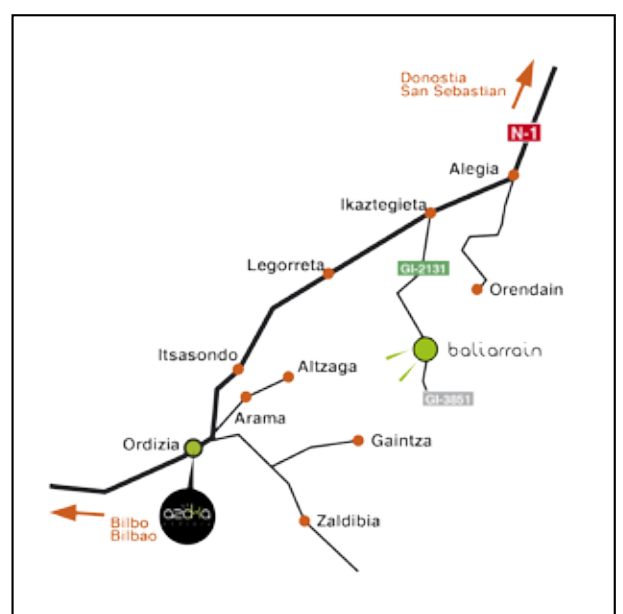 Donostia
San Sebastian
N-1
Alegia
Ikaztegieta
Legorreta
GI-2131
Orendain
baliarrain
Itsasondo
Altzaga
GI-3851
Arama
Ordizia
Gaintza
azoka
Zaldibia
Bilbo
Bilbao